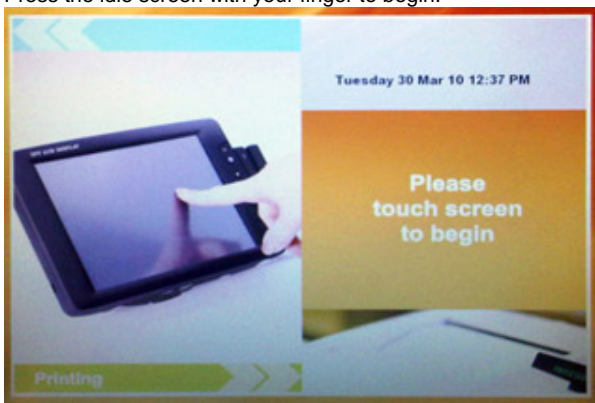 Press the idle screen with your finger to begin.
Tuesday 30 Mar 10 12:37 PM
Please
touch screen
to begin
Printing